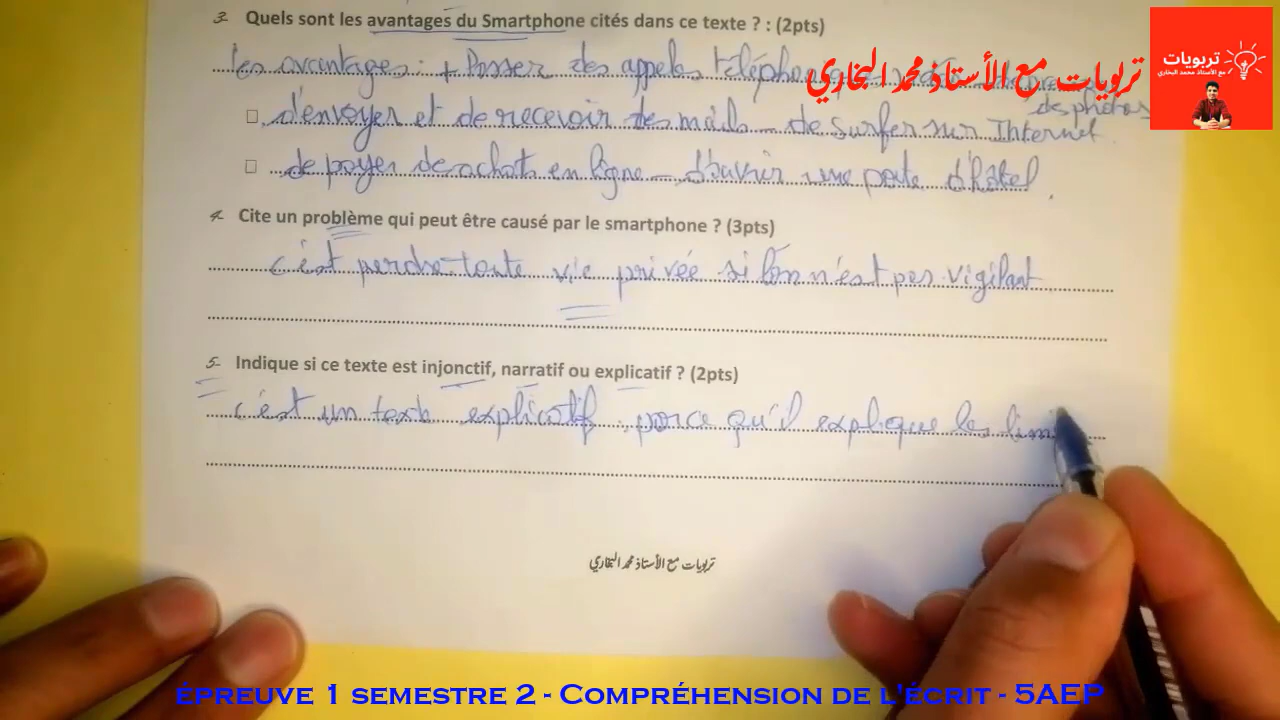 3- Quels sont les avantages du Smartphone cités dans ce texte ? : (2pts)
les avantages : + Passer des appels
des photos
d'envoyer et de recevoir des mails - de surfer sur Internet.
de payer des achats en ligne - d'ouvrir une porte d'hôtel.
4- Cite un problème qui peut être causé par le smartphone ? (3pts)
c'est perdre toute vie privée si l'on n'est pas vigilant
5- Indique si ce texte est injonctif, narratif ou explicatif ? (2pts)
c'est un texte explicatif. parce qu'il explique les lim
تربويات مع الأستاذ محمد البخاري
تربويات مع الأستاذ محمد البخاري
تربويات
مع الأستاذ محمد البخاري
épreuve 1 semestre 2 - Compréhension de l'écrit - 5AEP